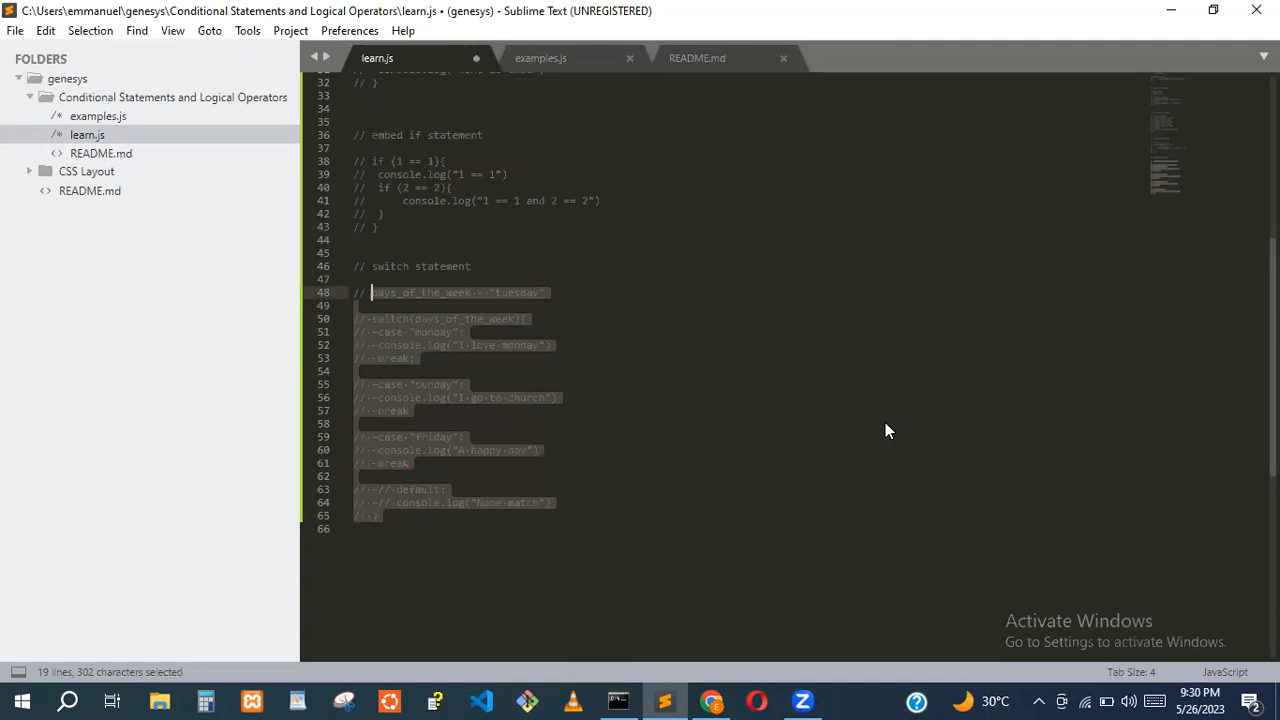 C:\Users\emmanuel\genesys\Conditional Statements and Logical Operators\learn.js • (genesys) - Sublime Text (UNREGISTERED)
File Edit Selection Find View Goto Tools Project Preferences Help
FOLDERS
genesys
Conditional Statements and Logical Operators
/* examples.js
/* learn.js
<> README.md
CSS Layout
<> README.md
learn.js
examples.js
README.md
32 // }
33
34
35
36 // embed if statement
37
38 // if (1 == 1){
39 // console.log("1 == 1")
40 // if (2 == 2){
41 // console.log("1 == 1 and 2 == 2")
42 // }
43 // }
44
45
46 // switch statement
47
48 // days_of_the_week = "tuesday"
49
50 // switch(days_of_the_week){
51 // case "monday":
52 // console.log("I love monday")
53 // break;
54
55 // case "sunday":
56 // console.log("I go to church")
57 // break
58
59 // case "friday":
60 // console.log("A happy day")
61 // break
62
63 // // default:
64 // // console.log("None match")
65 // }
66
Activate Windows
Go to Settings to activate Windows.
19 lines, 302 characters selected
Tab Size: 4
JavaScript
30°C
9:30 PM
5/26/2023
2